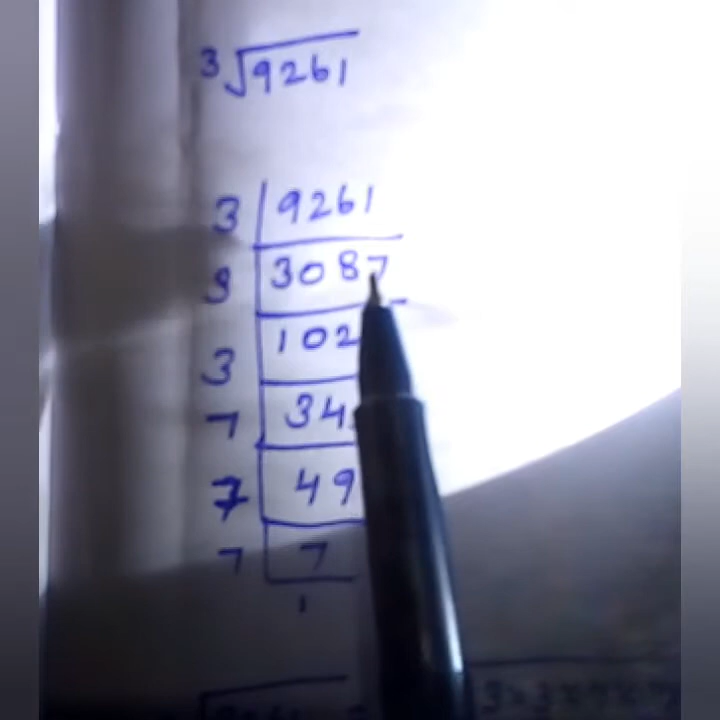 3√9261
3 | 9261
3 | 3087
3 | 102
7 | 34
7 | 49
7 | 7
1